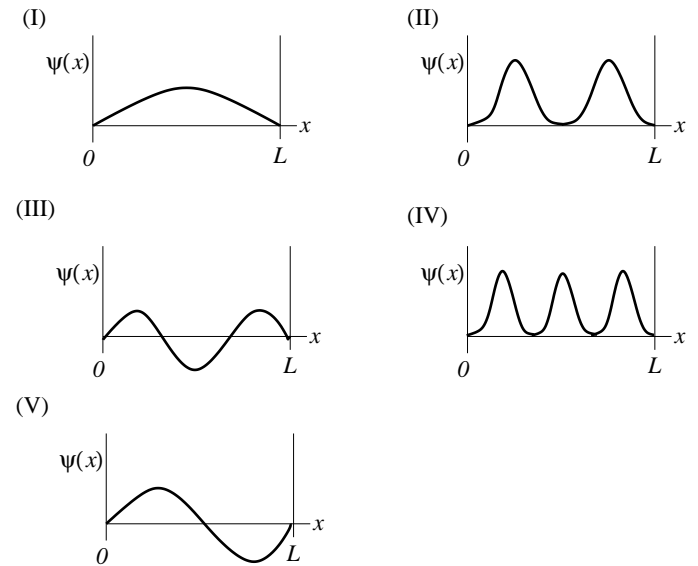 (I)
ψ(x)
x
0
L
(II)
ψ(x)
x
0
L
(III)
ψ(x)
x
0
L
(IV)
ψ(x)
x
0
L
(V)
ψ(x)
x
0
L